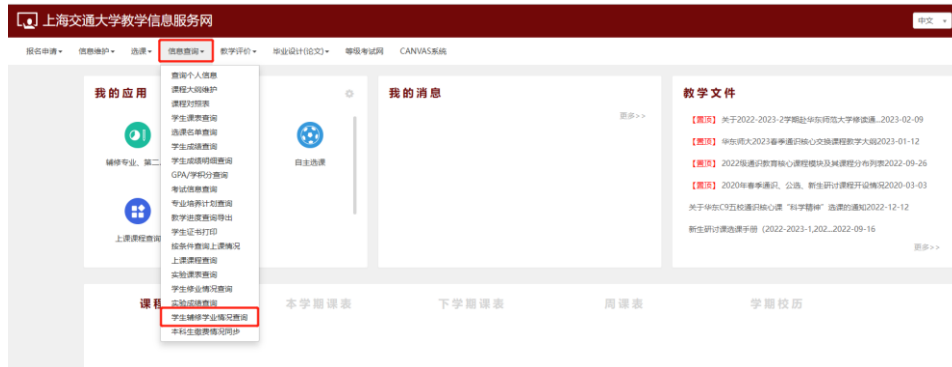 上海交通大学教学信息服务网
中文
报名申请 信息维护 选课 信息查询 教学评价 毕业设计(论文) 等级考试网 CANVAS系统
查询个人信息
课程大纲维护
课程对照表
学生课表查询
选课名单查询
学生成绩查询
学生成绩明细查询
GPA/学积分查询
考试信息查询
专业培养计划查询
教学进度查询导出
学生证书打印
按条件查询上课情况
上课课程查询
实验课表查询
学生修业情况查询
实验成绩查询
学生辅修学业情况查询
本科生缴费情况同步
我的应用
辅修专业、第二
自主选课
上课课程查询
我的消息
更多>>
教学文件
【置顶】关于2022-2023-2学期赴华东师范大学修读通...2023-02-09
【置顶】华东师大2023春季通识核心交换课程教学大纲2023-01-12
【置顶】2022级通识教育核心课程模块及其课程分布列表2022-09-26
【置顶】2020年春季通识、公选、新生研讨课程开设情况2020-03-03
关于华东C9五校通识核心课“科学精神”选课的通知2022-12-12
新生研讨课选课手册（2022-2023-1,202...2022-09-16
更多>>
课程 本学期课表 下学期课表 周课表 学期校历